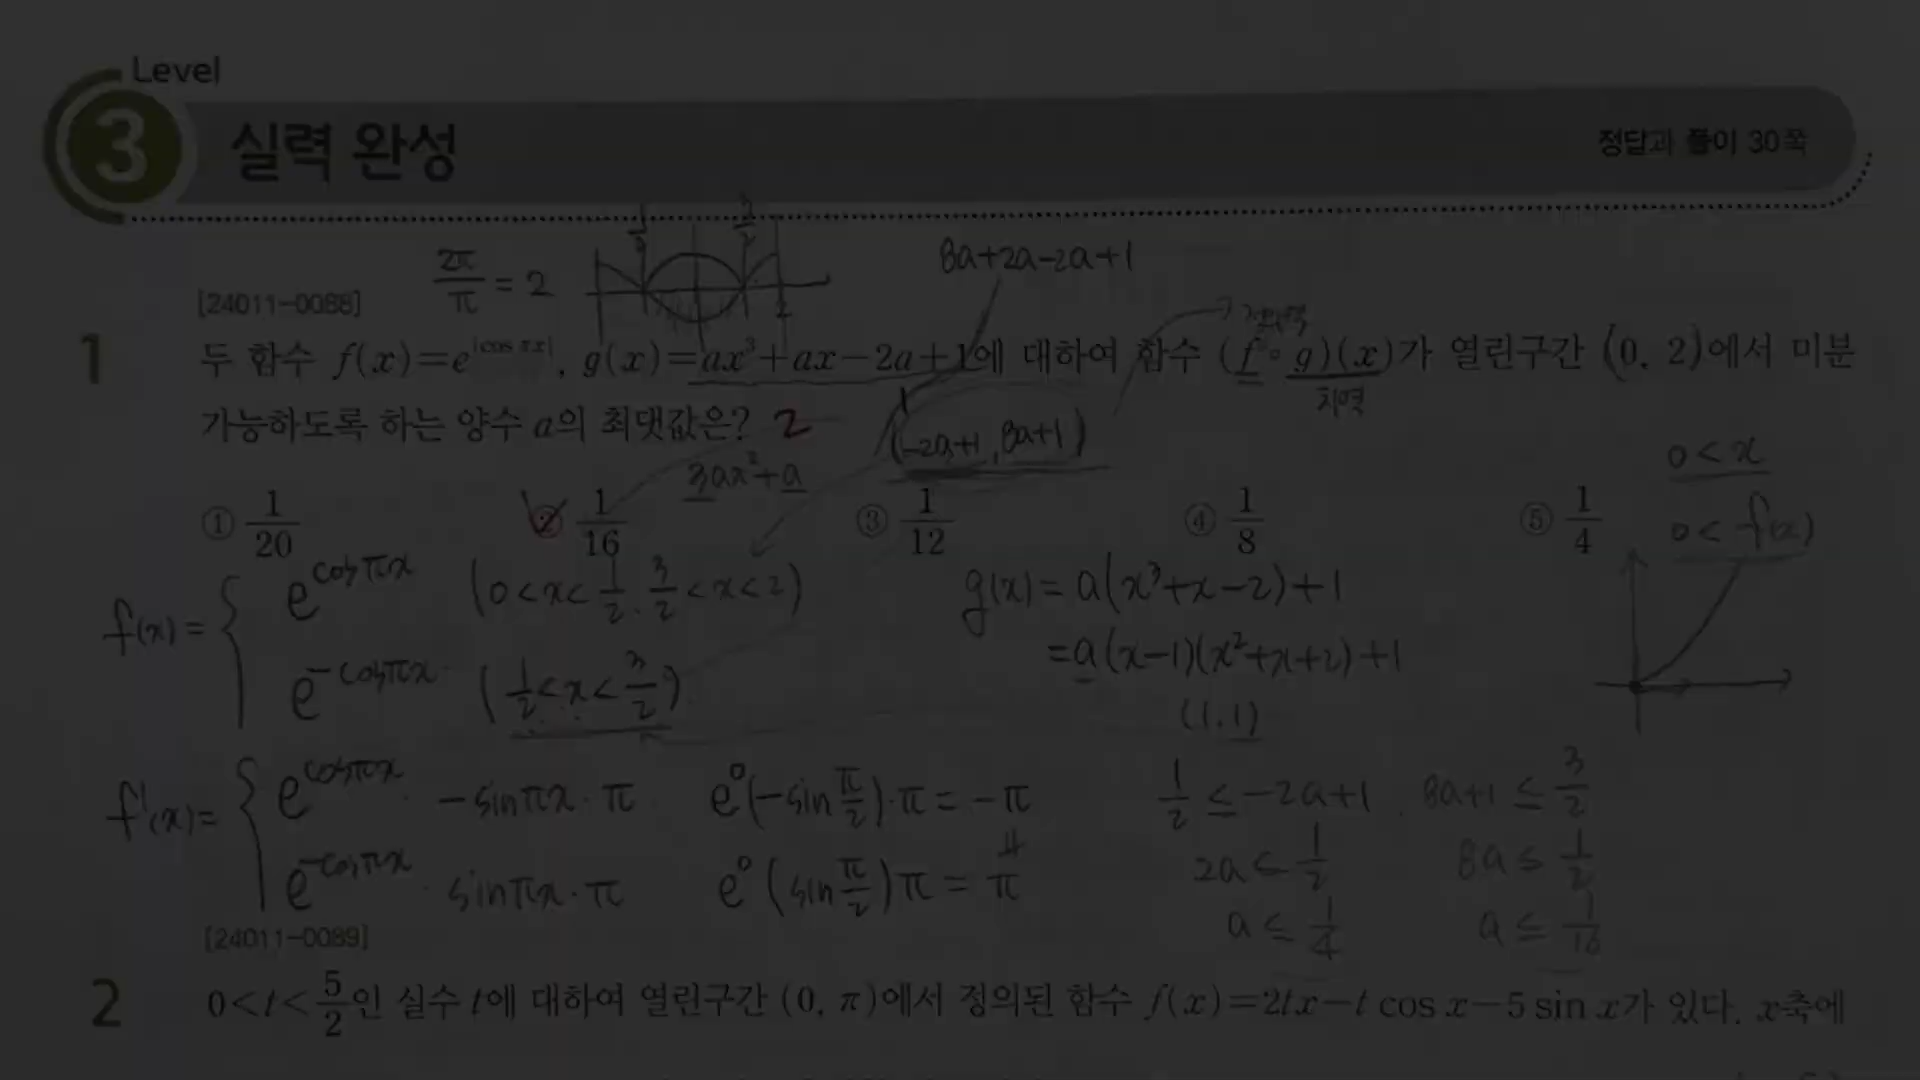 Level
3 실력 완성 정답과 풀이 30쪽
2π/π = 2
8a+2a-2a+1
[24011-0088]
치역
1 두 함수 f(x)=e^|cos πx|, g(x)=ax³+ax-2a+1에 대하여 함수 (f∘g)(x)가 열린구간 (0, 2)에서 미분
치역
가능하도록 하는 양수 a의 최댓값은? 2
(-2a+1, 8a+1)
3ax²+a
0<x
① 1/20 ② 1/16 ③ 1/12 ④ 1/8 ⑤ 1/4
0<f(x)
f(x)= { e^cosπx (0<x<1/2, 3/2<x<2)
e^-cosπx (1/2<x<3/2)
g(x)=a(x³+x-2)+1
=a(x-1)(x²+x+2)+1
(1,1)
f'(x)= { e^cosπx · -sinπx·π e⁰(-sin π/2)·π = -π
e^-cosπx · sinπx·π e⁰(sin π/2)π = π
1/2 ≤ -2a+1, 8a+1 ≤ 3/2
2a ≤ 1/2 8a ≤ 1/2
a ≤ 1/4 a ≤ 1/16
[24011-0089]
2 0<t<5/2인 실수 t에 대하여 열린구간 (0, π)에서 정의된 함수 f(x)=2tx-t cos x-5 sin x가 있다. x축에